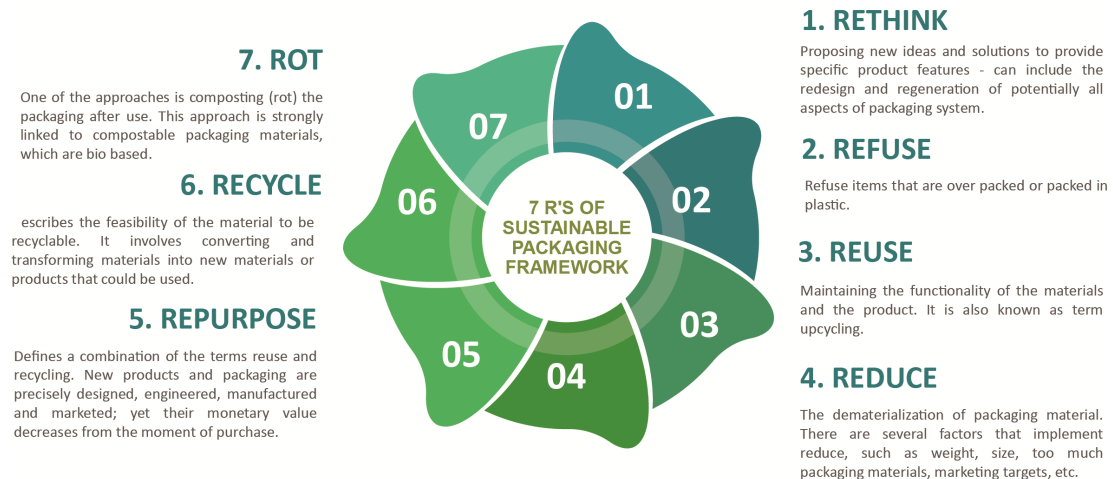 1. RETHINK
Proposing new ideas and solutions to provide
specific product features - can include the
redesign and regeneration of potentially all
aspects of packaging system.
2. REFUSE
Refuse items that are over packed or packed in
plastic.
3. REUSE
Maintaining the functionality of the materials
and the product. It is also known as term
upcycling.
4. REDUCE
The dematerialization of packaging material.
There are several factors that implement
reduce, such as weight, size, too much
packaging materials, marketing targets, etc.
5. REPURPOSE
Defines a combination of the terms reuse and
recycling. New products and packaging are
precisely designed, engineered, manufactured
and marketed; yet their monetary value
decreases from the moment of purchase.
6. RECYCLE
escribes the feasibility of the material to be
recyclable. It involves converting and
transforming materials into new materials or
products that could be used.
7. ROT
One of the approaches is composting (rot) the
packaging after use. This approach is strongly
linked to compostable packaging materials,
which are bio based.
01
02
03
04
05
06
07
7 R'S OF
SUSTAINABLE
PACKAGING
FRAMEWORK